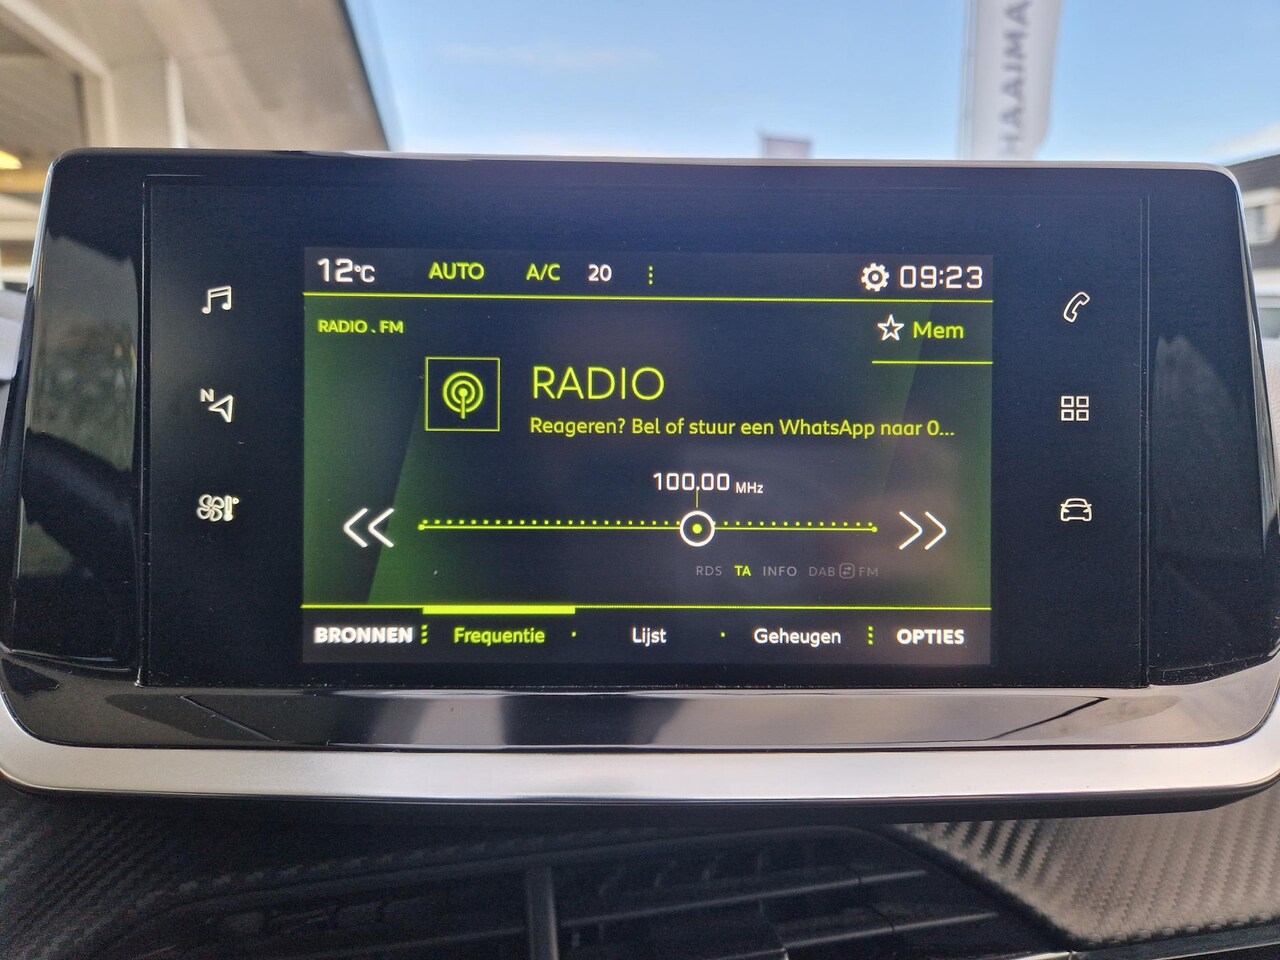 HAAIMA
12°C AUTO A/C 20 09:23
RADIO . FM
Mem
RADIO
Reageren? Bel of stuur een WhatsApp naar 0...
100.00 MHz
N
RDS TA INFO DAB FM
BRONNEN Frequentie Lijst Geheugen OPTIES